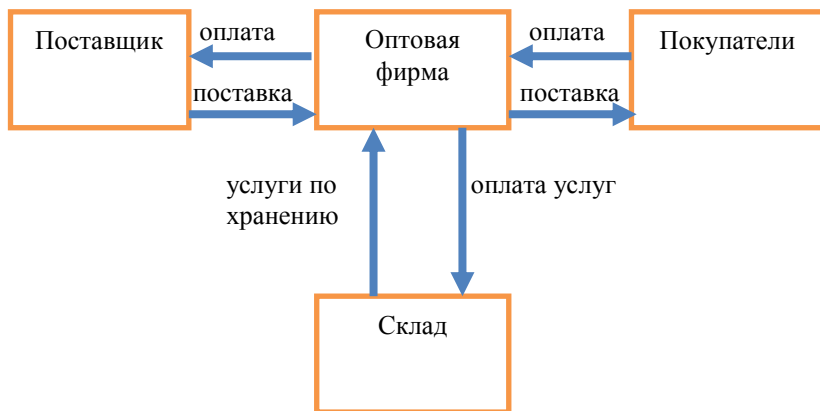 Поставщик
оплата
Оптовая
фирма
оплата
Покупатели
поставка
поставка
услуги по
хранению
оплата услуг
Склад